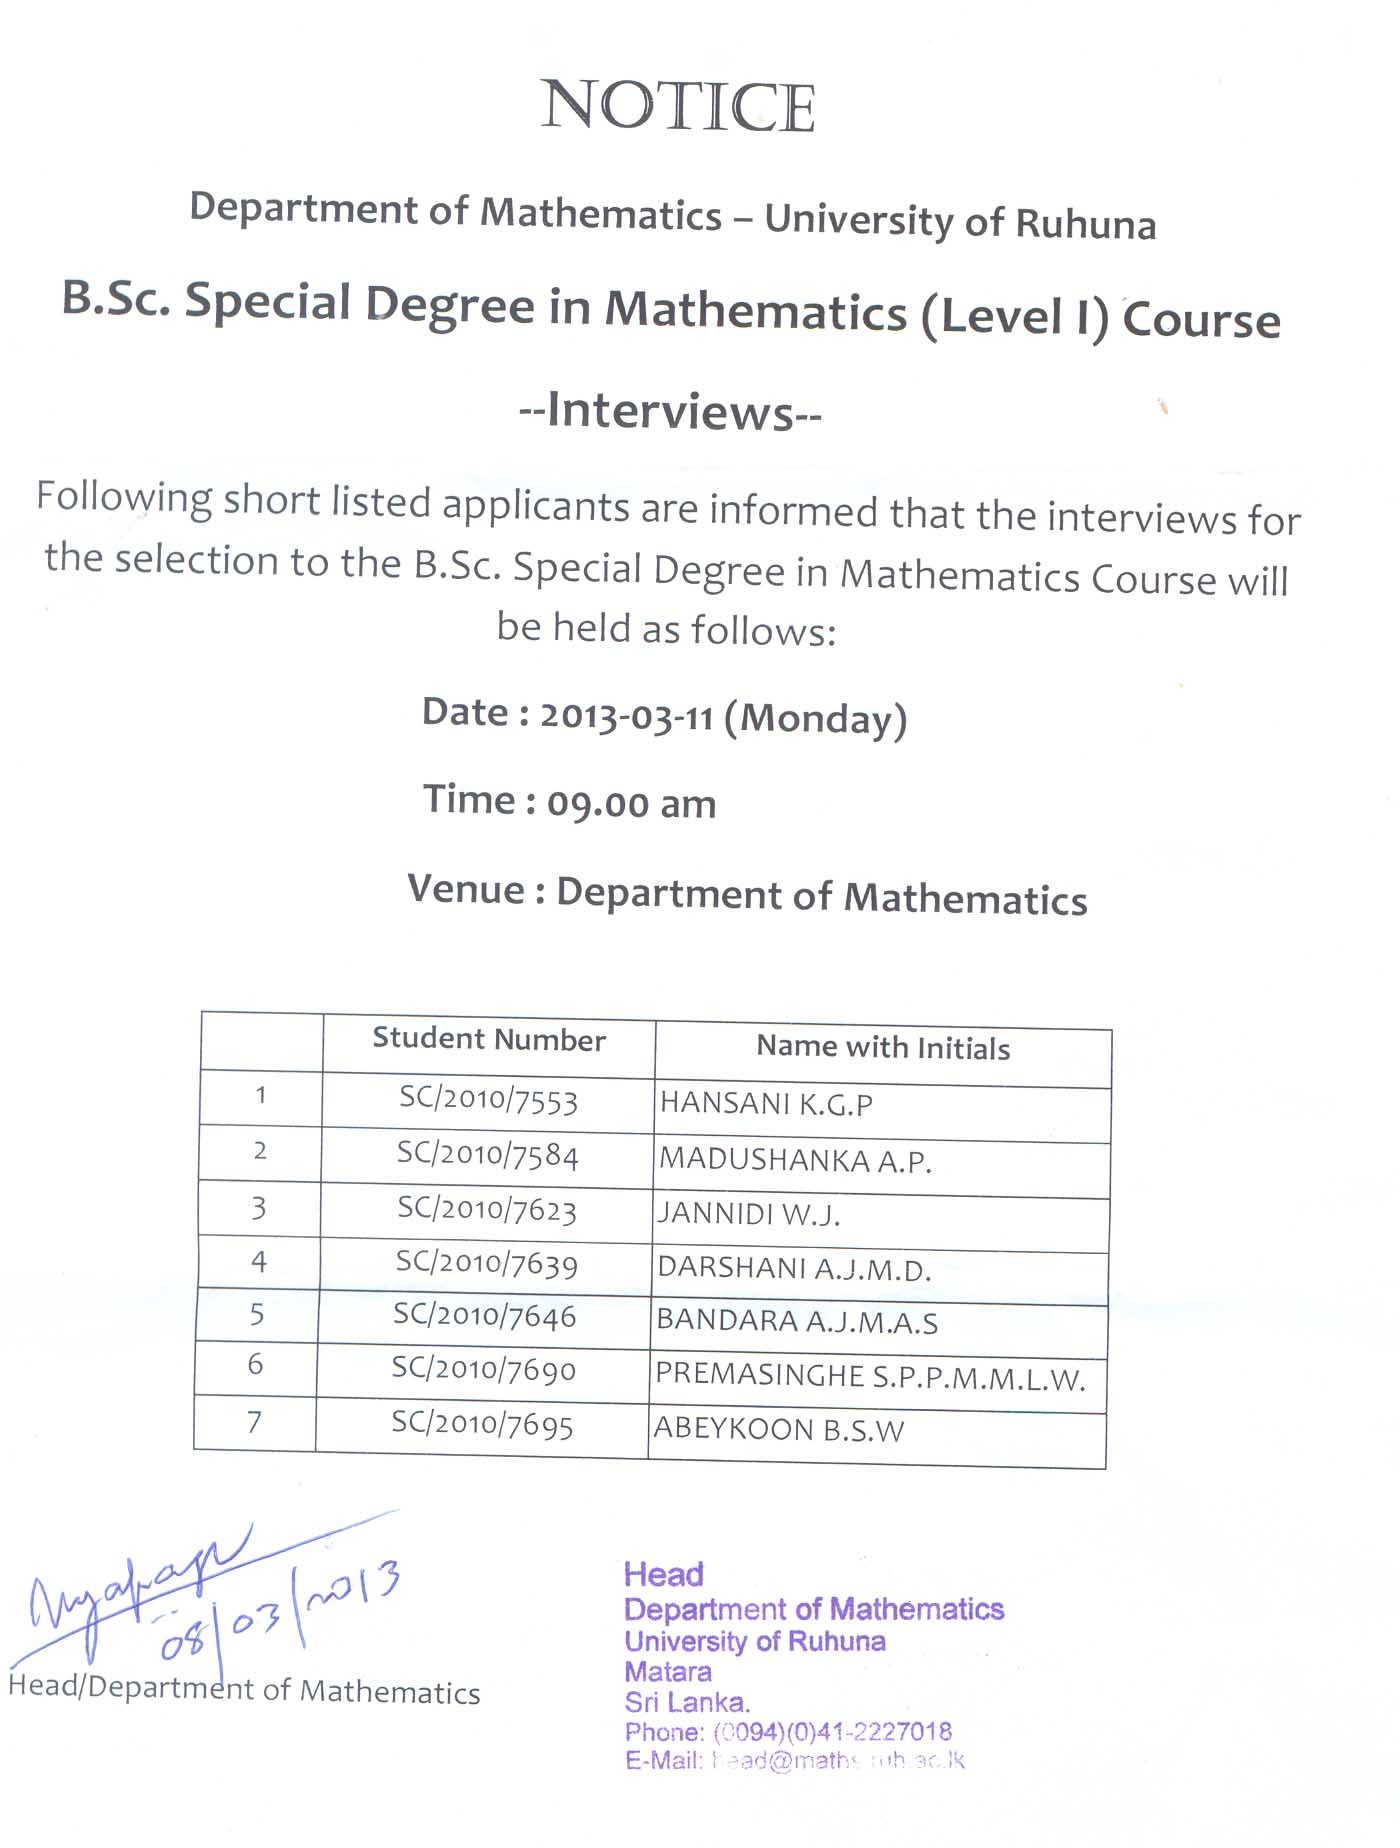 NOTICE
Department of Mathematics – University of Ruhuna
B.Sc. Special Degree in Mathematics (Level I) Course
--Interviews--
Following short listed applicants are informed that the interviews for
the selection to the B.Sc. Special Degree in Mathematics Course will
be held as follows:
Date : 2013-03-11 (Monday)
Time : 09.00 am
Venue : Department of Mathematics
Student Number Name with Initials
1 SC/2010/7553 HANSANI K.G.P
2 SC/2010/7584 MADUSHANKA A.P.
3 SC/2010/7623 JANNIDI W.J.
4 SC/2010/7639 DARSHANI A.J.M.D.
5 SC/2010/7646 BANDARA A.J.M.A.S
6 SC/2010/7690 PREMASINGHE S.P.P.M.M.L.W.
7 SC/2010/7695 ABEYKOON B.S.W
08/03/2013
Head/Department of Mathematics
Head
Department of Mathematics
University of Ruhuna
Matara
Sri Lanka.
Phone: (0094)(0)41-2227018
E-Mail: head@maths.ruh.ac.lk